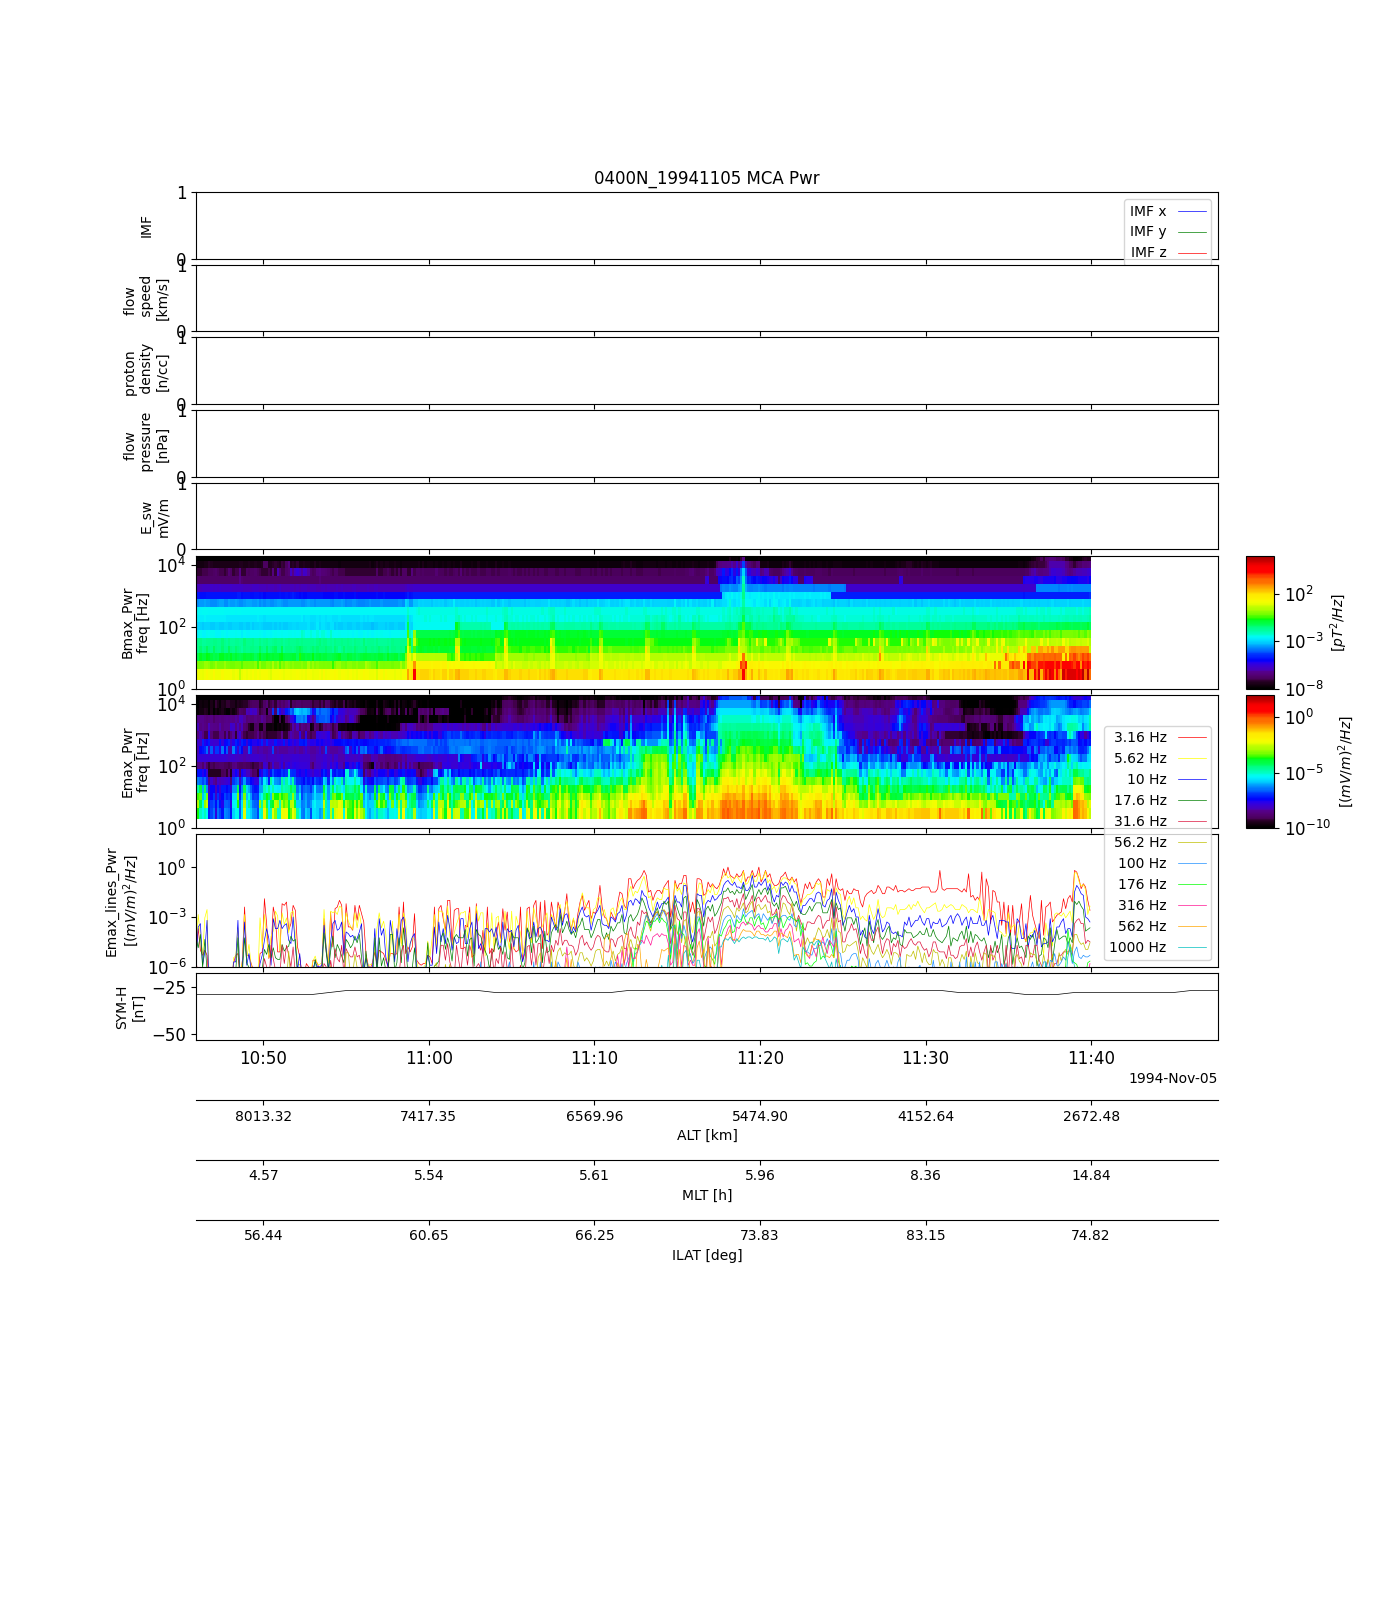 0400N_19941105 MCA Pwr
1
IMF
0
IMF x
IMF y
IMF z
1
flow
speed
[km/s]
0
1
proton
density
[n/cc]
0
1
flow
pressure
[nPa]
0
1
E_sw
mV/m
0
10^4
10^2
10^0
Bmax_Pwr
freq [Hz]
10^2
10^-3
10^-8
[pT^2/Hz]
10^4
10^2
10^0
Emax_Pwr
freq [Hz]
10^0
10^-5
10^-10
[(mV/m)^2/Hz]
3.16 Hz
5.62 Hz
10 Hz
17.6 Hz
31.6 Hz
56.2 Hz
100 Hz
176 Hz
316 Hz
562 Hz
1000 Hz
10^0
10^-3
10^-6
Emax_lines_Pwr
[(mV/m)^2/Hz]
−25
−50
SYM-H
[nT]
10:50 11:00 11:10 11:20 11:30 11:40
1994-Nov-05
8013.32 7417.35 6569.96 5474.90 4152.64 2672.48
ALT [km]
4.57 5.54 5.61 5.96 8.36 14.84
MLT [h]
56.44 60.65 66.25 73.83 83.15 74.82
ILAT [deg]